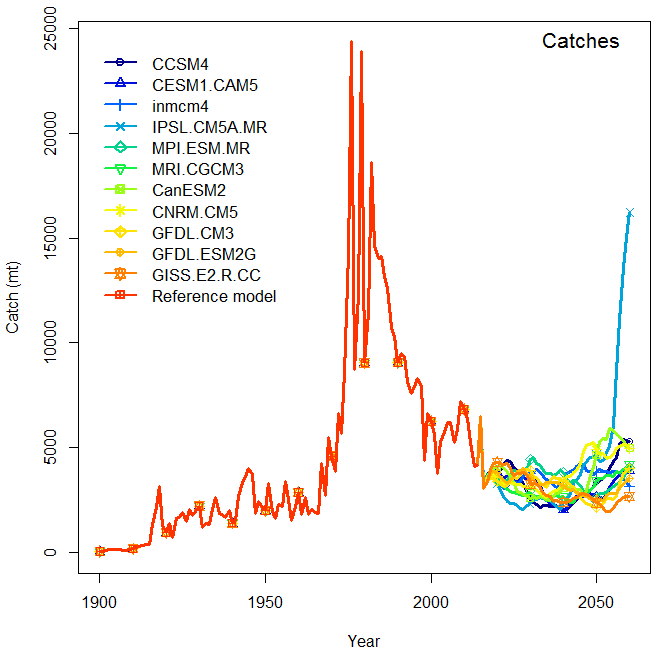 Catches
CCSM4
CESM1.CAM5
inmcm4
IPSL.CM5A.MR
MPI.ESM.MR
MRI.CGCM3
CanESM2
CNRM.CM5
GFDL.CM3
GFDL.ESM2G
GISS.E2.R.CC
Reference model
Catch (mt)
25000
20000
15000
10000
5000
0
1900 1950 2000 2050
Year